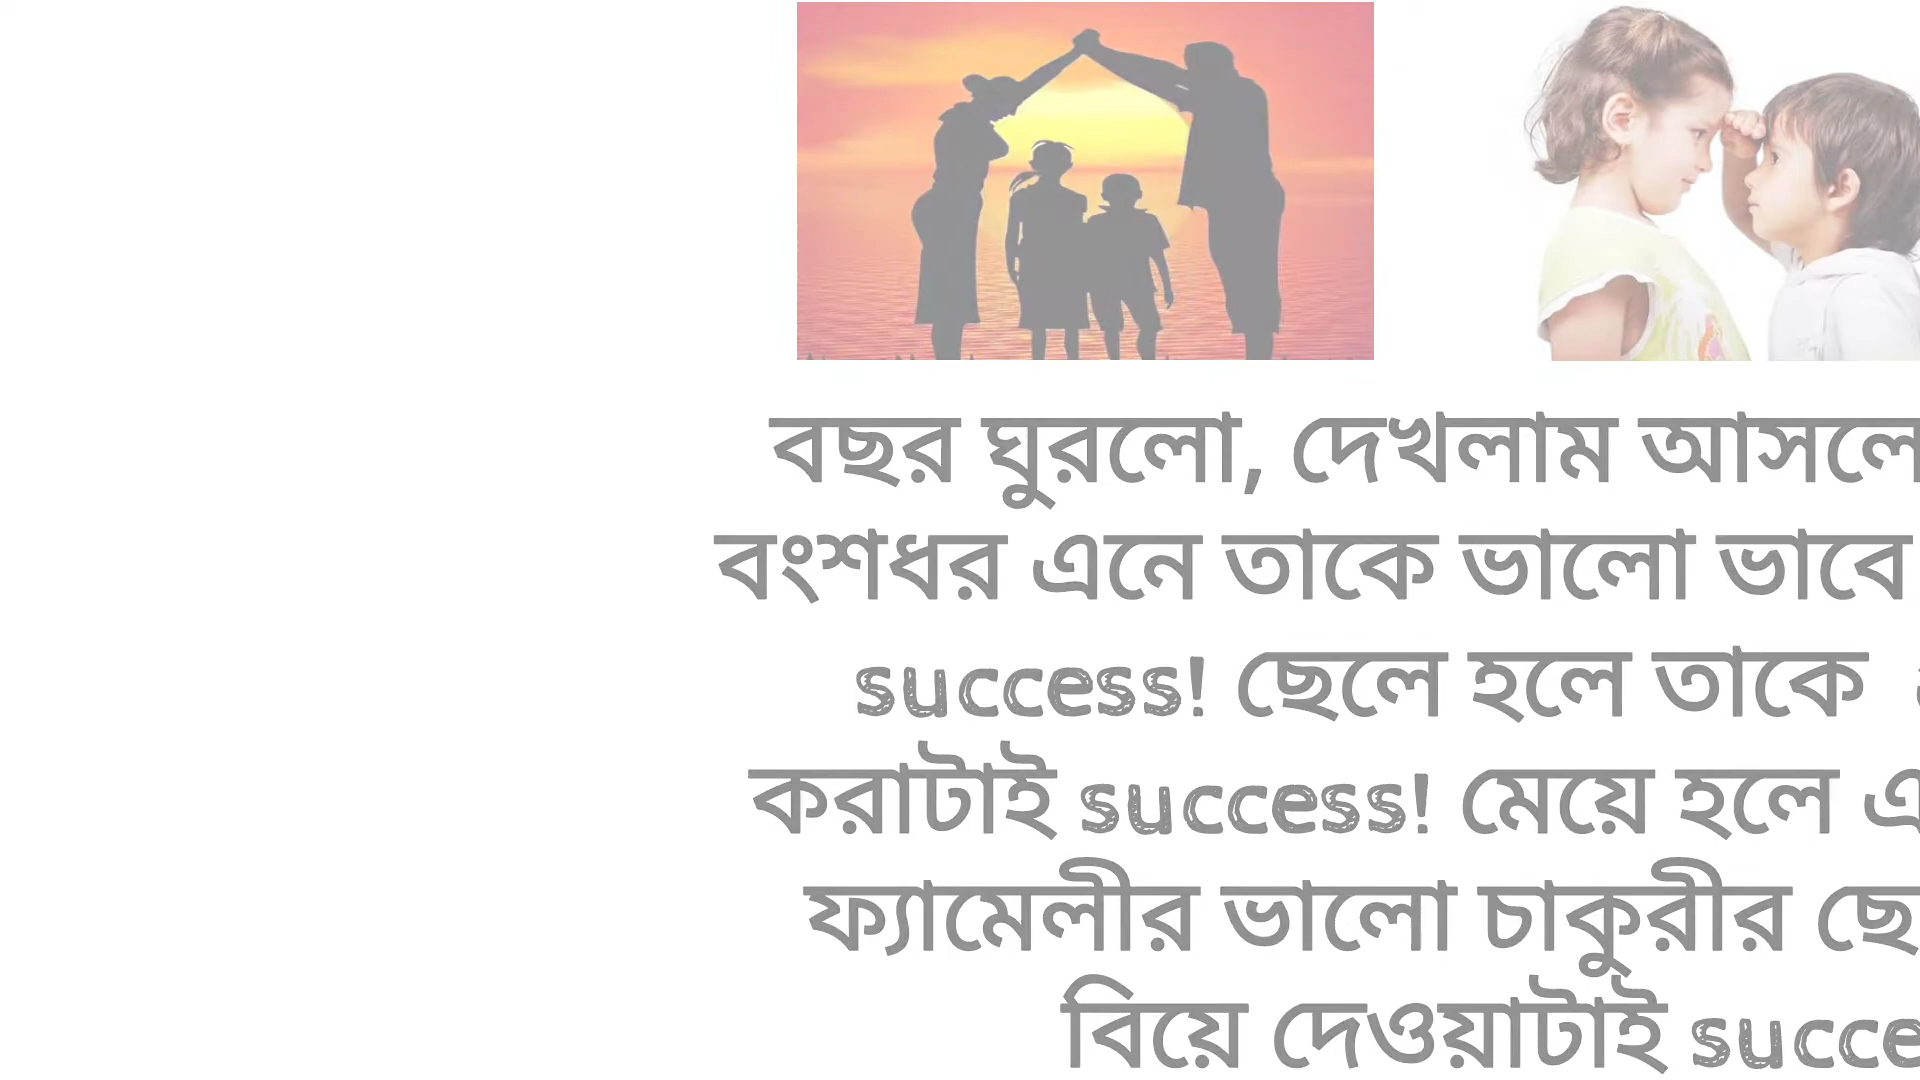 বছর ঘুরলো, দেখলাম আসলে
বংশধর এনে তাকে ভালো ভাবে
success! ছেলে হলে তাকে
করাটাই success! মেয়ে হলে
ফ্যামেলীর ভালো চাকুরীর
বিয়ে দেওয়াটাই